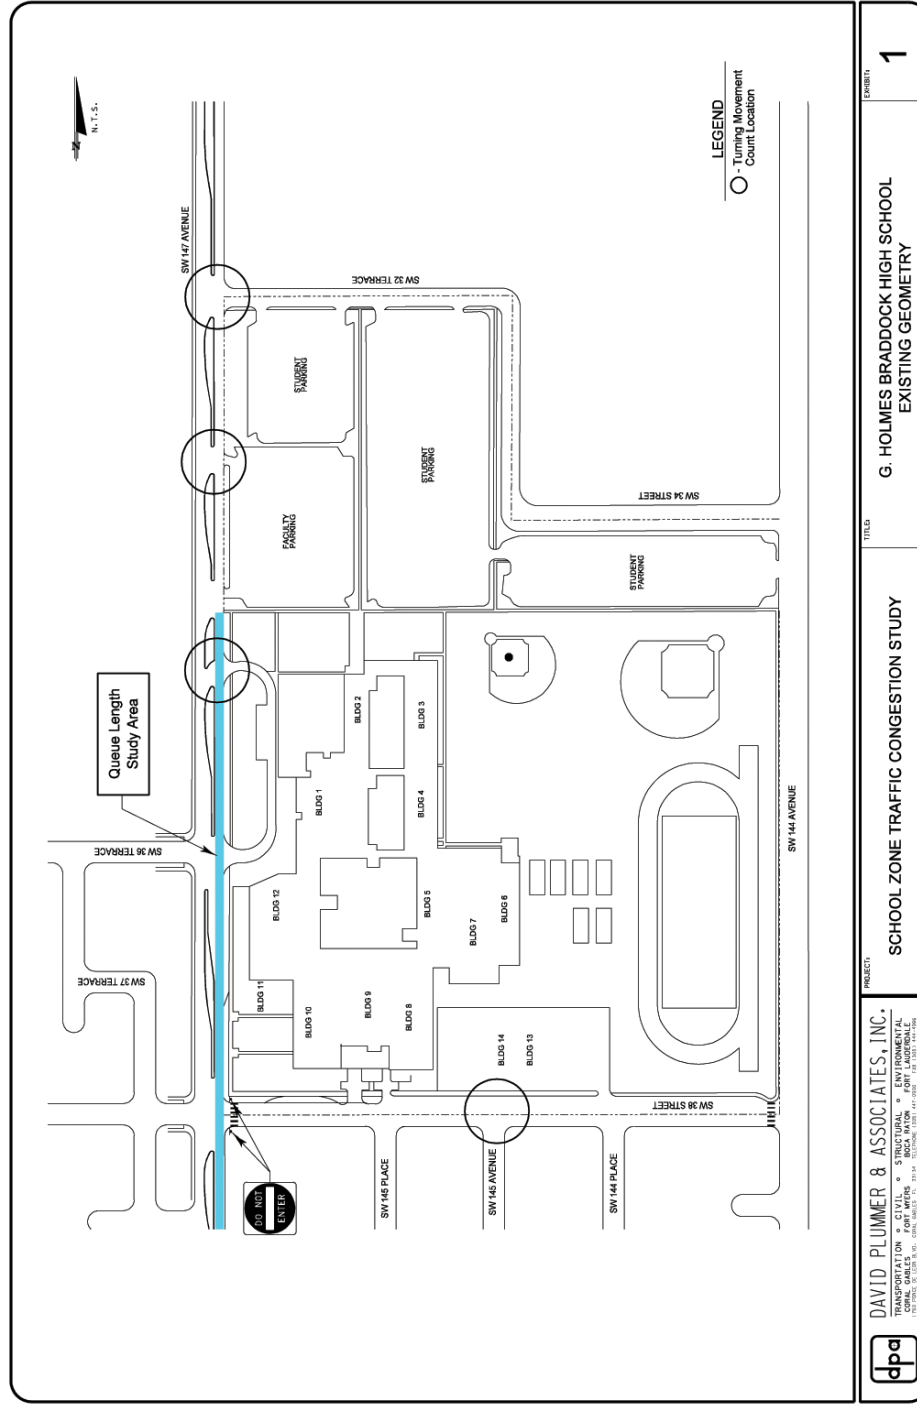 N
N.T.S.
SW 147 AVENUE
LEGEND
- Turning Movement
Count Location
SW 32 TERRACE
STUDENT
PARKING
FACULTY
PARKING
STUDENT
PARKING
SW 34 STREET
STUDENT
PARKING
Queue Length
Study Area
SW 36 TERRACE
SW 37 TERRACE
BLDG 2
BLDG 3
BLDG 1
BLDG 4
BLDG 12
BLDG 5
BLDG 6
BLDG 7
BLDG 11
BLDG 10
BLDG 9
BLDG 8
BLDG 14
BLDG 13
SW 144 AVENUE
SW 38 STREET
DO NOT
ENTER
SW 145 PLACE
SW 145 AVENUE
SW 144 PLACE
dpa
DAVID PLUMMER & ASSOCIATES, INC.
TRANSPORTATION ° CIVIL ° STRUCTURAL ° ENVIRONMENTAL
CORAL GABLES FORT MYERS BOCA RATON FORT LAUDERDALE
PROJECT:
SCHOOL ZONE TRAFFIC CONGESTION STUDY
TITLE:
G. HOLMES BRADDOCK HIGH SCHOOL
EXISTING GEOMETRY
EXHIBIT:
1